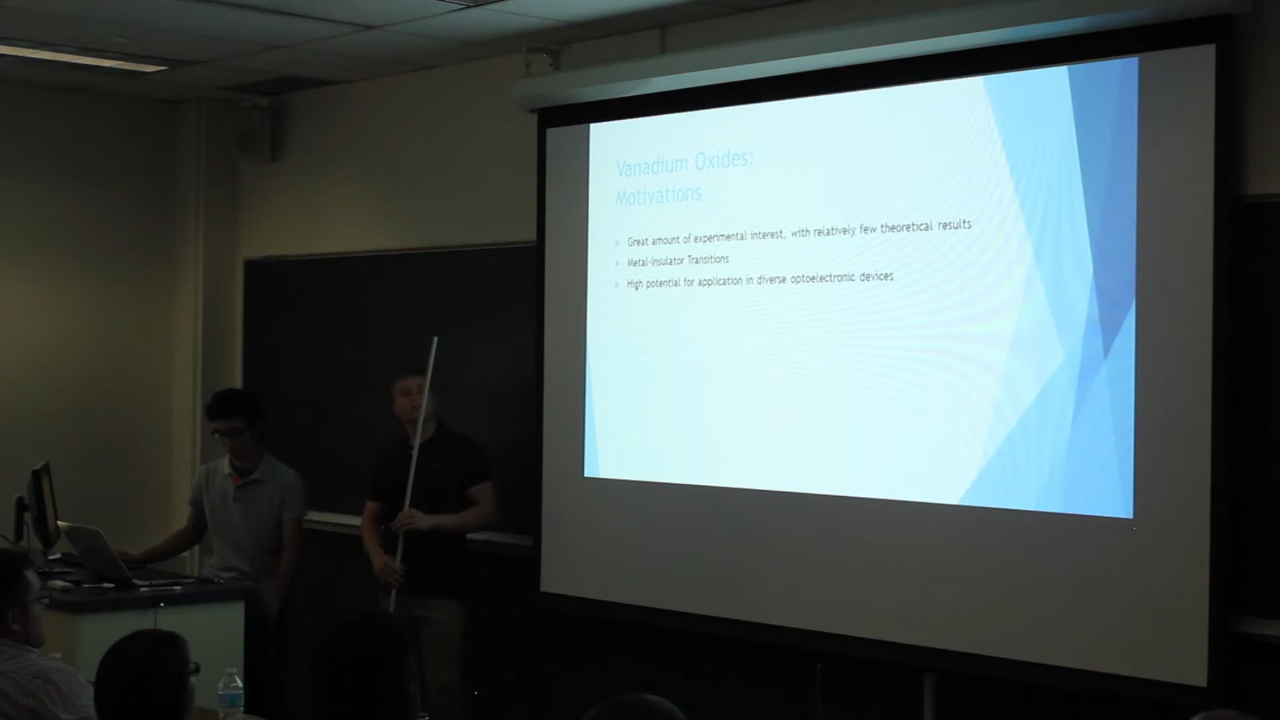 Vanadium Oxides:
Motivations
Great amount of experimental interest, with relatively few theoretical results
Metal-Insulator Transitions
High potential for application in diverse optoelectronic devices